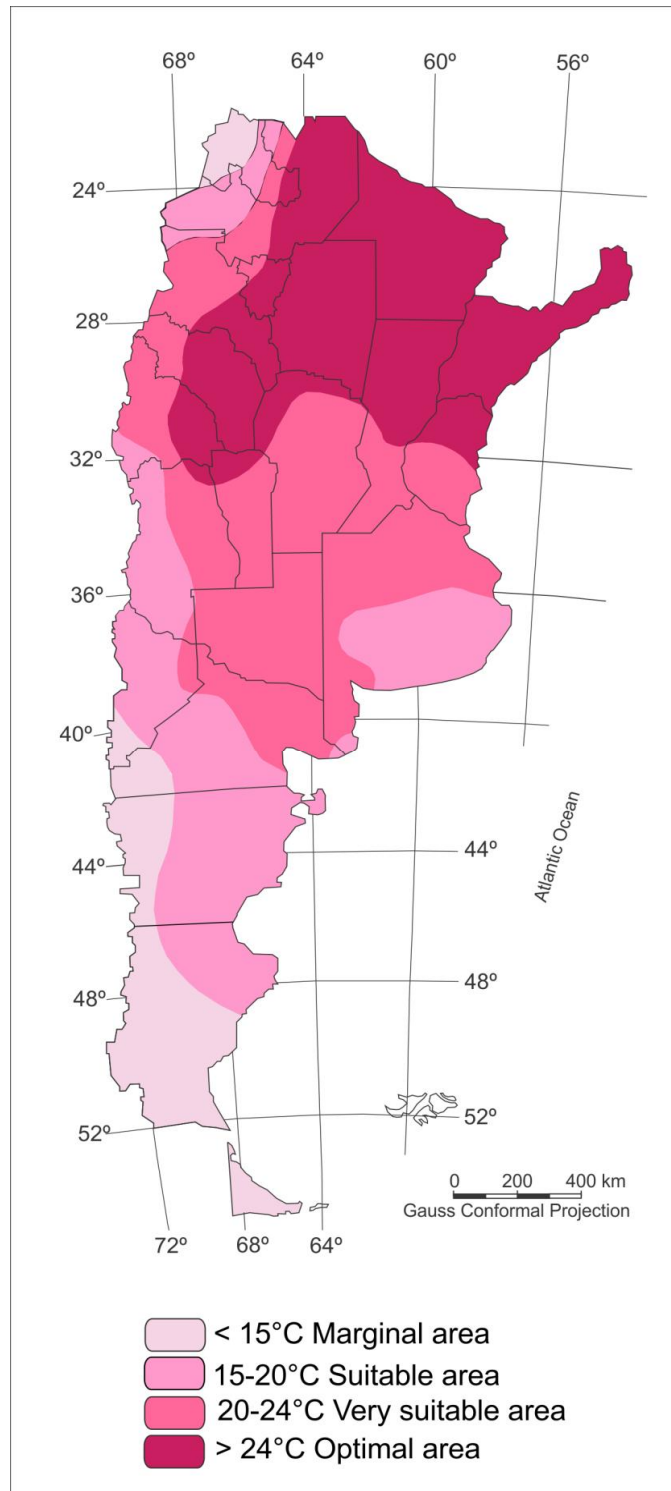 68º 64º 60º 56º
24º
28º
32º
36º
40º
44º 44º
Atlantic Ocean
48º 48º
52º 52º
0 200 400 km
Gauss Conformal Projection
72º 68º 64º
< 15°C Marginal area
15-20°C Suitable area
20-24°C Very suitable area
> 24°C Optimal area